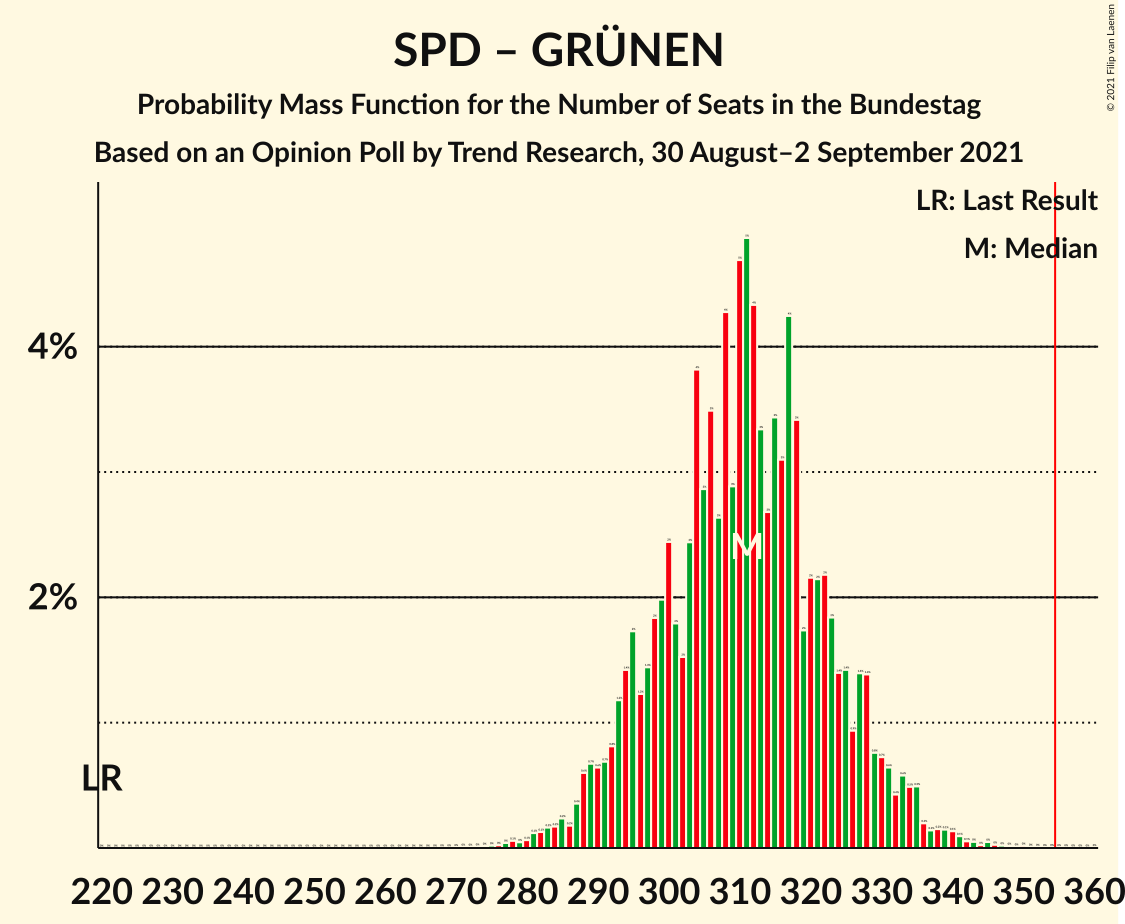 SPD – GRÜNEN
Probability Mass Function for the Number of Seats in the Bundestag
Based on an Opinion Poll by Trend Research, 30 August–2 September 2021
© 2021 Filip van Laenen
LR: Last Result
M: Median
4%
2%
M
LR
220 230 240 250 260 270 280 290 300 310 320 330 340 350 360